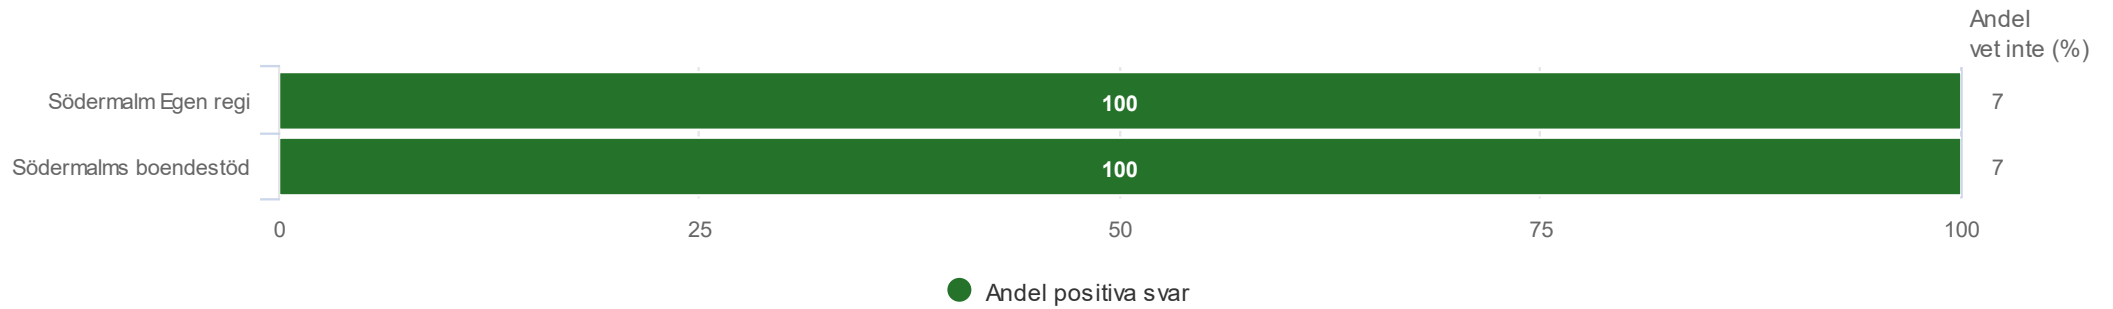 Andel
vet inte (%)
Södermalm Egen regi
100
7
Södermalms boendestöd
100
7
0 25 50 75 100
Andel positiva svar